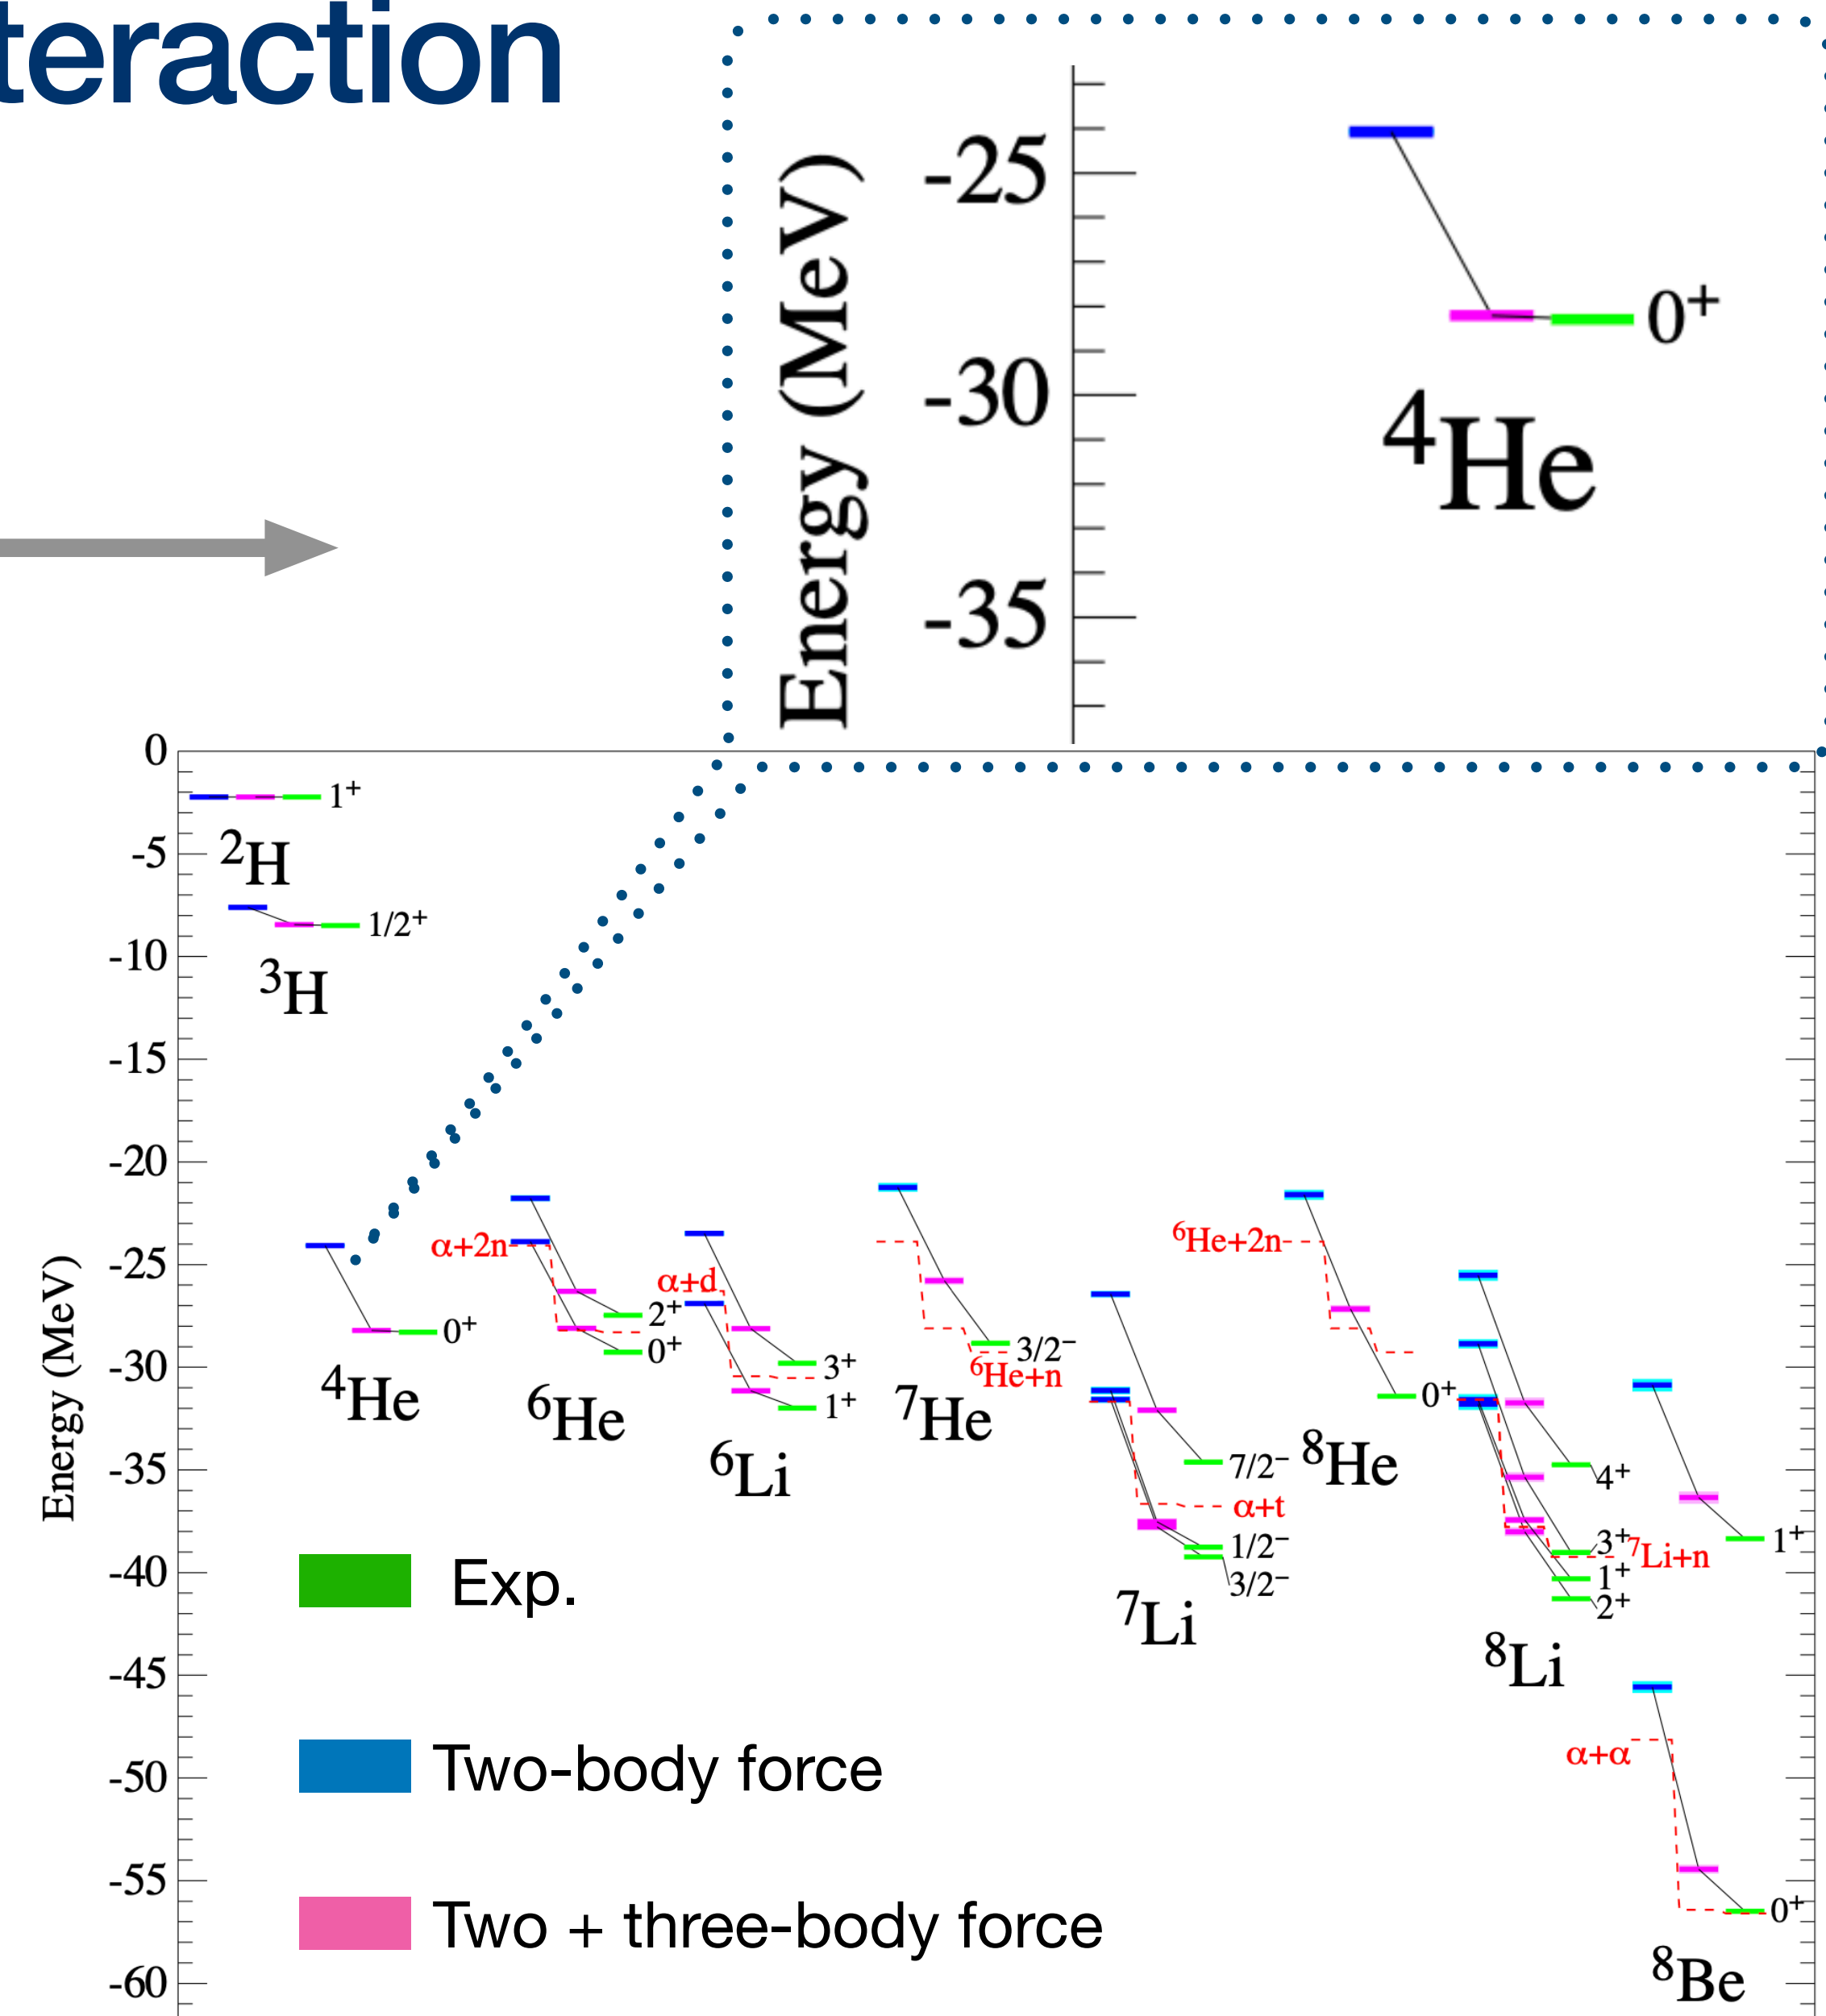 teraction
Energy (MeV)
-25
-30
-35
0⁺
⁴He
Energy (MeV)
0
-5
-10
-15
-20
-25
-30
-35
-40
-45
-50
-55
-60
1⁺
²H
1/2⁺
³H
0⁺
⁴He
α+2n
2⁺
0⁺
⁶He
α+d
3⁺
1⁺
⁶Li
3/2⁻
⁶He+n
⁷He
7/2⁻
α+t
1/2⁻
3/2⁻
⁷Li
⁶He+2n
0⁺
⁸He
4⁺
3⁺
⁷Li+n
1⁺
2⁺
⁸Li
1⁺
α+α
0⁺
⁸Be
Exp.
Two-body force
Two + three-body force